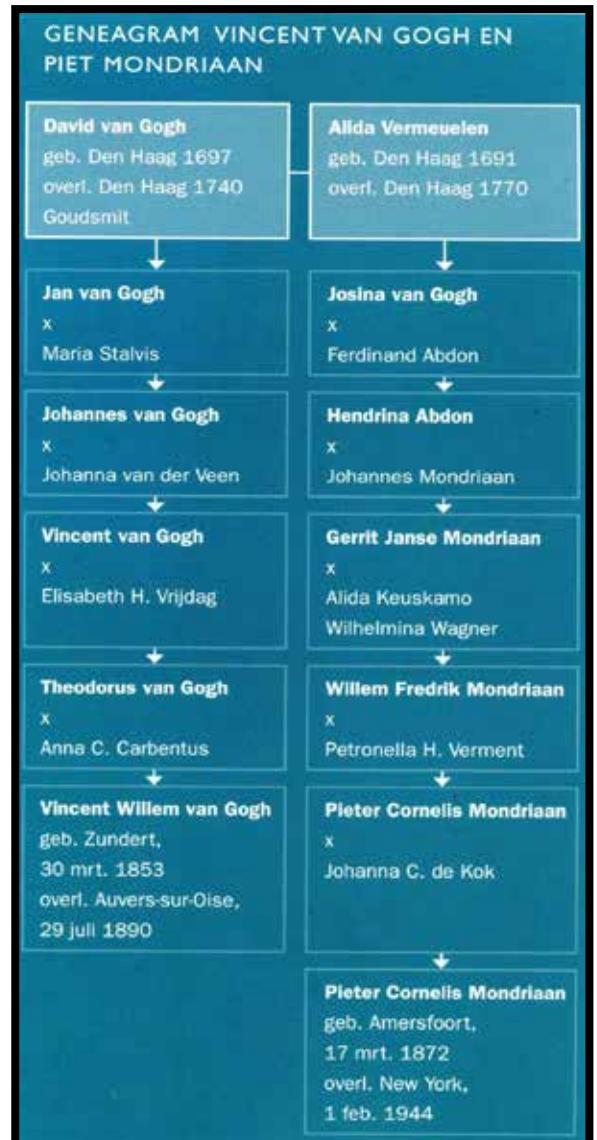 GENEAGRAM VINCENT VAN GOGH EN
PIET MONDRIAAN
David van Gogh
geb. Den Haag 1697
overl. Den Haag 1740
Goudsmit
Alida Vermeuelen
geb. Den Haag 1691
overl. Den Haag 1770
Jan van Gogh
x
Maria Stalvis
Josina van Gogh
x
Ferdinand Abdon
Johannes van Gogh
x
Johanna van der Veen
Hendrina Abdon
x
Johannes Mondriaan
Vincent van Gogh
x
Elisabeth H. Vrijdag
Gerrit Janse Mondriaan
x
Alida Keuskamo
Wilhelmina Wagner
Theodorus van Gogh
x
Anna C. Carbentus
Willem Fredrik Mondriaan
x
Petronella H. Verment
Vincent Willem van Gogh
geb. Zundert,
30 mrt. 1853
overl. Auvers-sur-Oise,
29 juli 1890
Pieter Cornelis Mondriaan
x
Johanna C. de Kok
Pieter Cornelis Mondriaan
geb. Amersfoort,
17 mrt. 1872
overl. New York,
1 feb. 1944